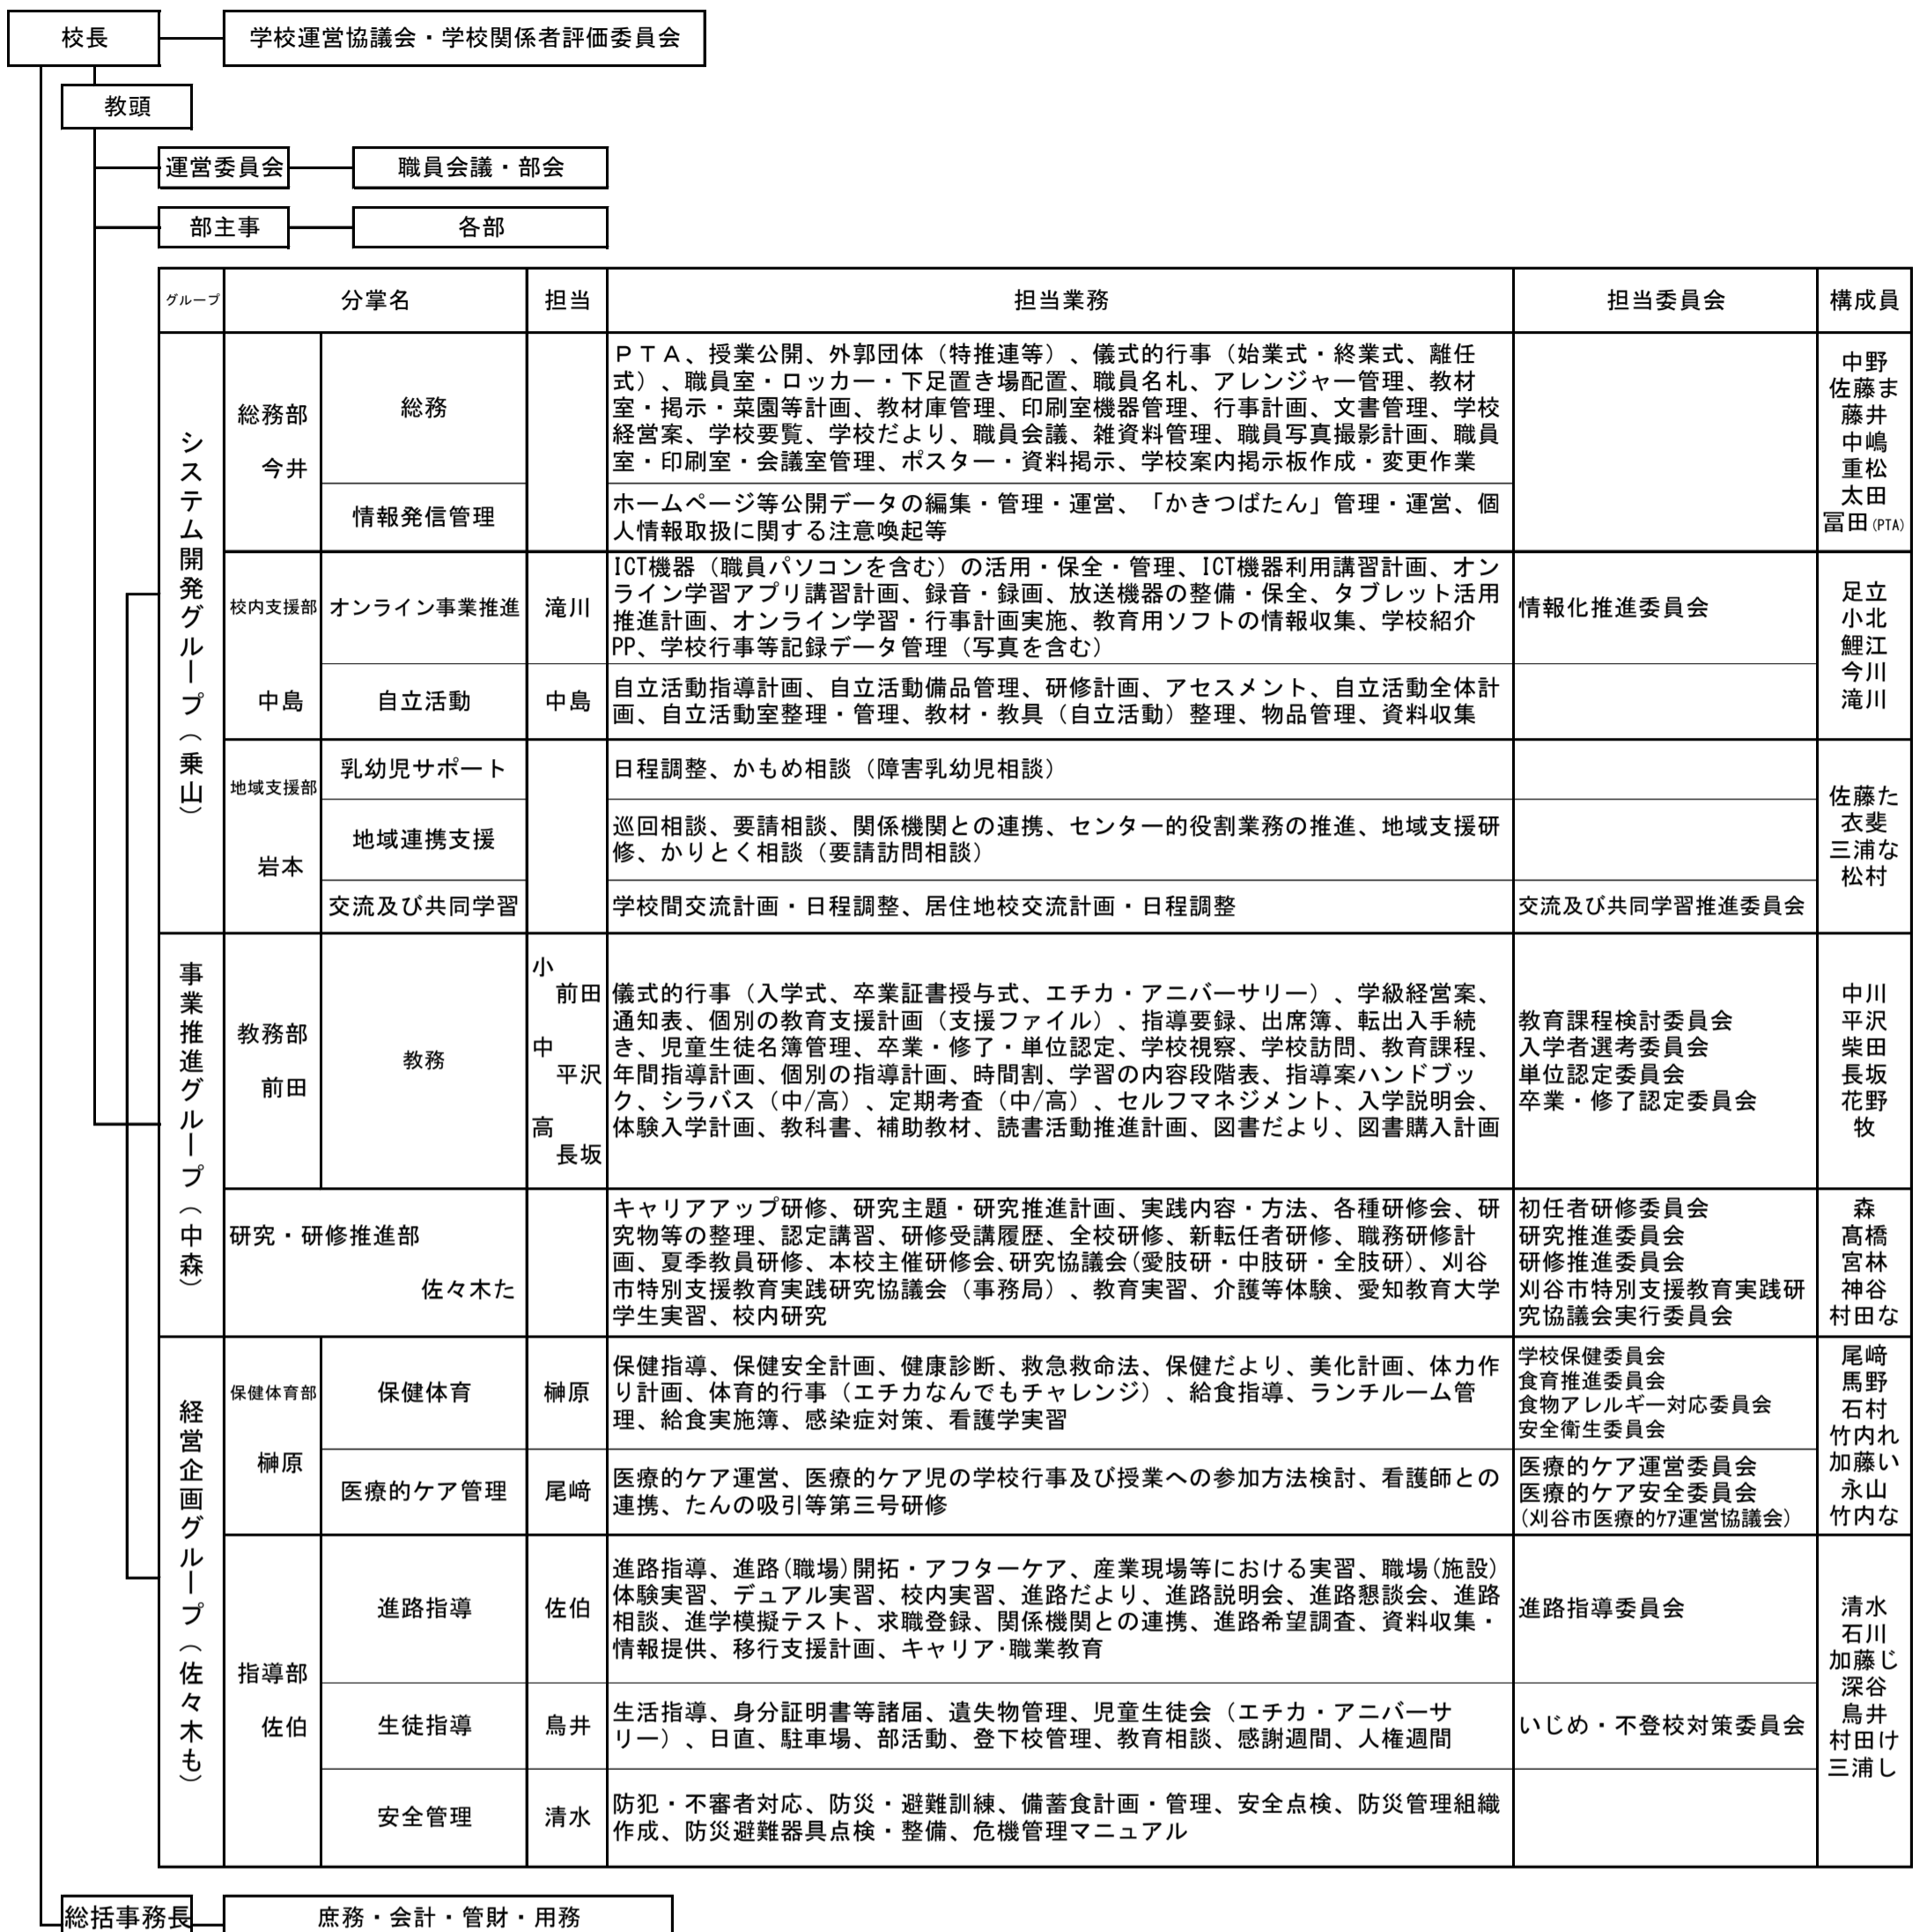 校長
学校運営協議会・学校関係者評価委員会
教頭
運営委員会
職員会議・部会
部主事
各部
グループ
分掌名
担当
担当業務
担当委員会
構成員
システム開発グループ（乗山）
総務部
今井
総務
ＰＴＡ、授業公開、外郭団体（特推連等）、儀式的行事（始業式・終業式、離任
式）、職員室・ロッカー・下足置き場配置、職員名札、アレンジャー管理、教材
室・掲示・菜園等計画、教材庫管理、印刷室機器管理、行事計画、文書管理、学校
経営案、学校要覧、学校だより、職員会議、雑資料管理、職員写真撮影計画、職員
室・印刷室・会議室管理、ポスター・資料掲示、学校案内掲示板作成・変更作業
情報発信管理
ホームページ等公開データの編集・管理・運営、「かきつばたん」管理・運営、個
人情報取扱に関する注意喚起等
中野
佐藤ま
藤井
中嶋
重松
太田
冨田(PTA)
校内支援部
中島
オンライン事業推進
滝川
ICT機器（職員パソコンを含む）の活用・保全・管理、ICT機器利用講習計画、オン
ライン学習アプリ講習計画、録音・録画、放送機器の整備・保全、タブレット活用
推進計画、オンライン学習・行事計画実施、教育用ソフトの情報収集、学校紹介
PP、学校行事等記録データ管理（写真を含む）
情報化推進委員会
自立活動
中島
自立活動指導計画、自立活動備品管理、研修計画、アセスメント、自立活動全体計
画、自立活動室整理・管理、教材・教具（自立活動）整理、物品管理、資料収集
足立
小北
鯉江
今川
滝川
地域支援部
岩本
乳幼児サポート
日程調整、かもめ相談（障害乳幼児相談）
地域連携支援
巡回相談、要請相談、関係機関との連携、センター的役割業務の推進、地域支援研
修、かりとく相談（要請訪問相談）
交流及び共同学習
学校間交流計画・日程調整、居住地校交流計画・日程調整
交流及び共同学習推進委員会
佐藤た
衣斐
三浦な
松村
事業推進グループ（中森）
教務部
前田
教務
小
前田
中
平沢
高
長坂
儀式的行事（入学式、卒業証書授与式、エチカ・アニバーサリー）、学級経営案、
通知表、個別の教育支援計画（支援ファイル）、指導要録、出席簿、転出入手続
き、児童生徒名簿管理、卒業・修了・単位認定、学校視察、学校訪問、教育課程、
年間指導計画、個別の指導計画、時間割、学習の内容段階表、指導案ハンドブッ
ク、シラバス（中/高）、定期考査（中/高）、セルフマネジメント、入学説明会、
体験入学計画、教科書、補助教材、読書活動推進計画、図書だより、図書購入計画
教育課程検討委員会
入学者選考委員会
単位認定委員会
卒業・修了認定委員会
中川
平沢
柴田
長坂
花野
牧
研究・研修推進部
佐々木た
キャリアアップ研修、研究主題・研究推進計画、実践内容・方法、各種研修会、研
究物等の整理、認定講習、研修受講履歴、全校研修、新転任者研修、職務研修計
画、夏季教員研修、本校主催研修会､研究協議会(愛肢研・中肢研・全肢研)、刈谷
市特別支援教育実践研究協議会（事務局）、教育実習、介護等体験、愛知教育大学
学生実習、校内研究
初任者研修委員会
研究推進委員会
研修推進委員会
刈谷市特別支援教育実践研
究協議会実行委員会
森
髙橋
宮林
神谷
村田な
経営企画グループ（佐々木も）
保健体育部
榊原
保健体育
榊原
保健指導、保健安全計画、健康診断、救急救命法、保健だより、美化計画、体力作
り計画、体育的行事（エチカなんでもチャレンジ）、給食指導、ランチルーム管
理、給食実施簿、感染症対策、看護学実習
学校保健委員会
食育推進委員会
食物アレルギー対応委員会
安全衛生委員会
医療的ケア管理
尾﨑
医療的ケア運営、医療的ケア児の学校行事及び授業への参加方法検討、看護師との
連携、たんの吸引等第三号研修
医療的ケア運営委員会
医療的ケア安全委員会
(刈谷市医療的ｹｱ運営協議会)
尾﨑
馬野
石村
竹内れ
加藤い
永山
竹内な
指導部
佐伯
進路指導
佐伯
進路指導、進路(職場)開拓・アフターケア、産業現場等における実習、職場(施設)
体験実習、デュアル実習、校内実習、進路だより、進路説明会、進路懇談会、進路
相談、進学模擬テスト、求職登録、関係機関との連携、進路希望調査、資料収集・
情報提供、移行支援計画、キャリア･職業教育
進路指導委員会
生徒指導
鳥井
生活指導、身分証明書等諸届、遺失物管理、児童生徒会（エチカ・アニバーサ
リー）、日直、駐車場、部活動、登下校管理、教育相談、感謝週間、人権週間
いじめ・不登校対策委員会
安全管理
清水
防犯・不審者対応、防災・避難訓練、備蓄食計画・管理、安全点検、防災管理組織
作成、防災避難器具点検・整備、危機管理マニュアル
清水
石川
加藤じ
深谷
鳥井
村田け
三浦し
総括事務長
庶務・会計・管財・用務